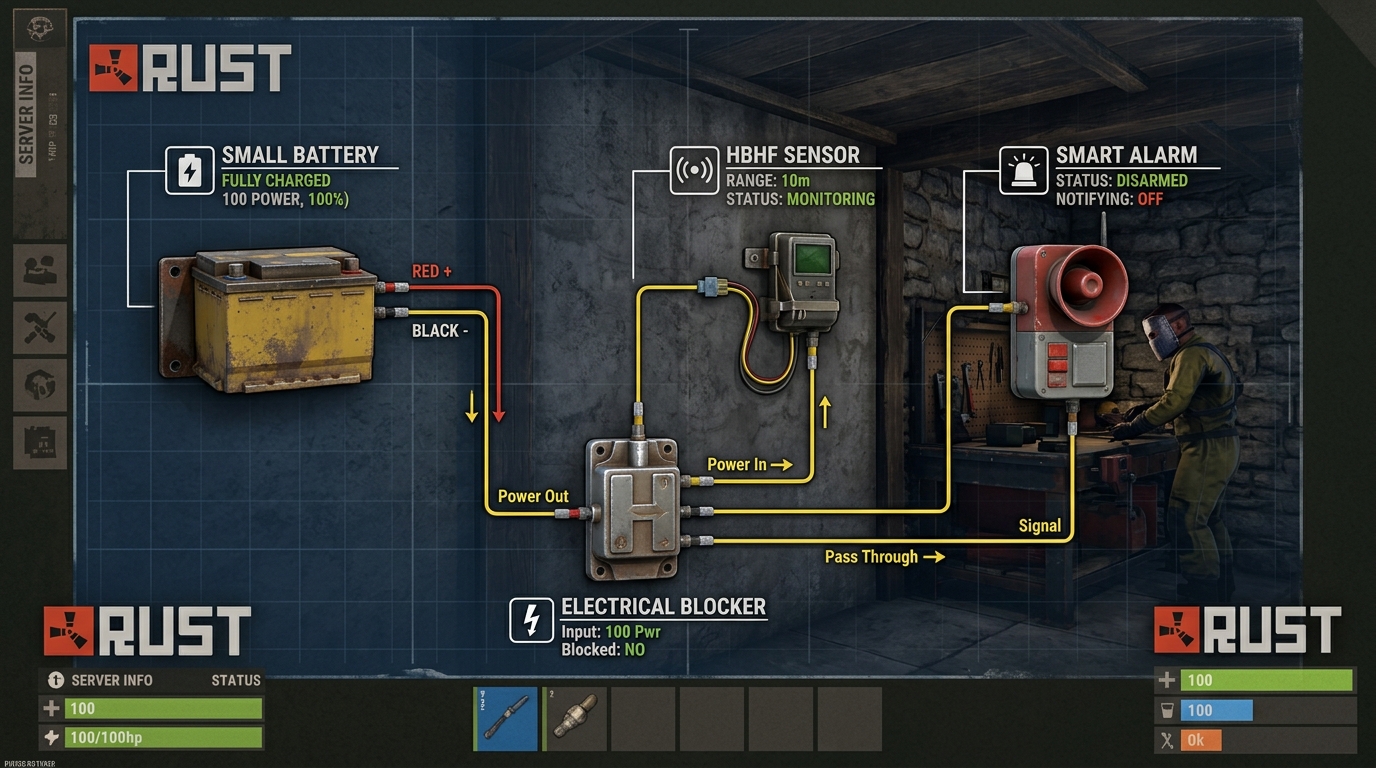 RUST
SERVER INFO
SMALL BATTERY
FULLY CHARGED
100 POWER, 100%)
HBHF SENSOR
RANGE: 10m
STATUS: MONITORING
SMART ALARM
STATUS: DISARMED
NOTIFYING: OFF
RED +
BLACK -
Power In
Power Out
Signal
Pass Through
ELECTRICAL BLOCKER
Input: 100 Pwr
Blocked: NO
H
RUST
SERVER INFO STATUS
100
100/100hp
2
RUST
100
100
0k